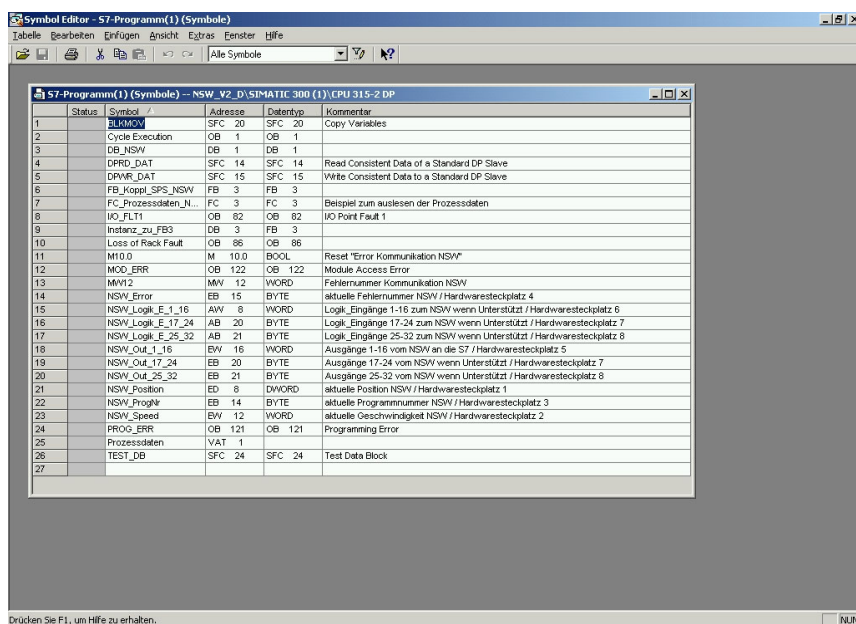 Symbol Editor - S7-Programm(1) (Symbole)
Tabelle Bearbeiten Einfügen Ansicht Extras Fenster Hilfe
Alle Symbole
S7-Programm(1) (Symbole) -- NSW_V2_D\SIMATIC 300 (1)\CPU 315-2 DP
Status Symbol Adresse Datentyp Kommentar
1 BLKMOV SFC 20 SFC 20 Copy Variables
2 Cycle Execution OB 1 OB 1
3 DB_NSW DB 1 DB 1
4 DPRD_DAT SFC 14 SFC 14 Read Consistent Data of a Standard DP Slave
5 DPWR_DAT SFC 15 SFC 15 Write Consistent Data to a Standard DP Slave
6 FB_Koppl_SPS_NSW FB 3 FB 3
7 FC_Prozessdaten_N... FC 3 FC 3 Beispiel zum auslesen der Prozessdaten
8 I/O_FLT1 OB 82 OB 82 I/O Point Fault 1
9 Instanz_zu_FB3 DB 3 FB 3
10 Loss of Rack Fault OB 86 OB 86
11 M10.0 M 10.0 BOOL Reset "Error Kommunikation NSW"
12 MOD_ERR OB 122 OB 122 Module Access Error
13 MW12 MW 12 WORD Fehlernummer Kommunikation NSW
14 NSW_Error EB 15 BYTE aktuelle Fehlernummer NSW / Hardwaresteckplatz 4
15 NSW_Logik_E_1_16 AW 8 WORD Logik_Eingänge 1-16 zum NSW wenn Unterstützt / Hardwaresteckplatz 6
16 NSW_Logik_E_17_24 AB 20 BYTE Logik_Eingänge 17-24 zum NSW wenn Unterstützt / Hardwaresteckplatz 7
17 NSW_Logik_E_25_32 AB 21 BYTE Logik_Eingänge 25-32 zum NSW wenn Unterstützt / Hardwaresteckplatz 8
18 NSW_Out_1_16 EW 16 WORD Ausgänge 1-16 vom NSW an die S7 / Hardwaresteckplatz 5
19 NSW_Out_17_24 EB 20 BYTE Ausgänge 17-24 vom NSW wenn Unterstützt / Hardwaresteckplatz 7
20 NSW_Out_25_32 EB 21 BYTE Ausgänge 25-32 vom NSW wenn Unterstützt / Hardwaresteckplatz 8
21 NSW_Position ED 8 DWORD aktuelle Position NSW / Hardwaresteckplatz 1
22 NSW_ProgNr EB 14 BYTE aktuelle Programmnummer NSW / Hardwaresteckplatz 3
23 NSW_Speed EW 12 WORD aktuelle Geschwindigkeit NSW / Hardwaresteckplatz 2
24 PROG_ERR OB 121 OB 121 Programming Error
25 Prozessdaten VAT 1
26 TEST_DB SFC 24 SFC 24 Test Data Block
27
Drücken Sie F1, um Hilfe zu erhalten. NUM